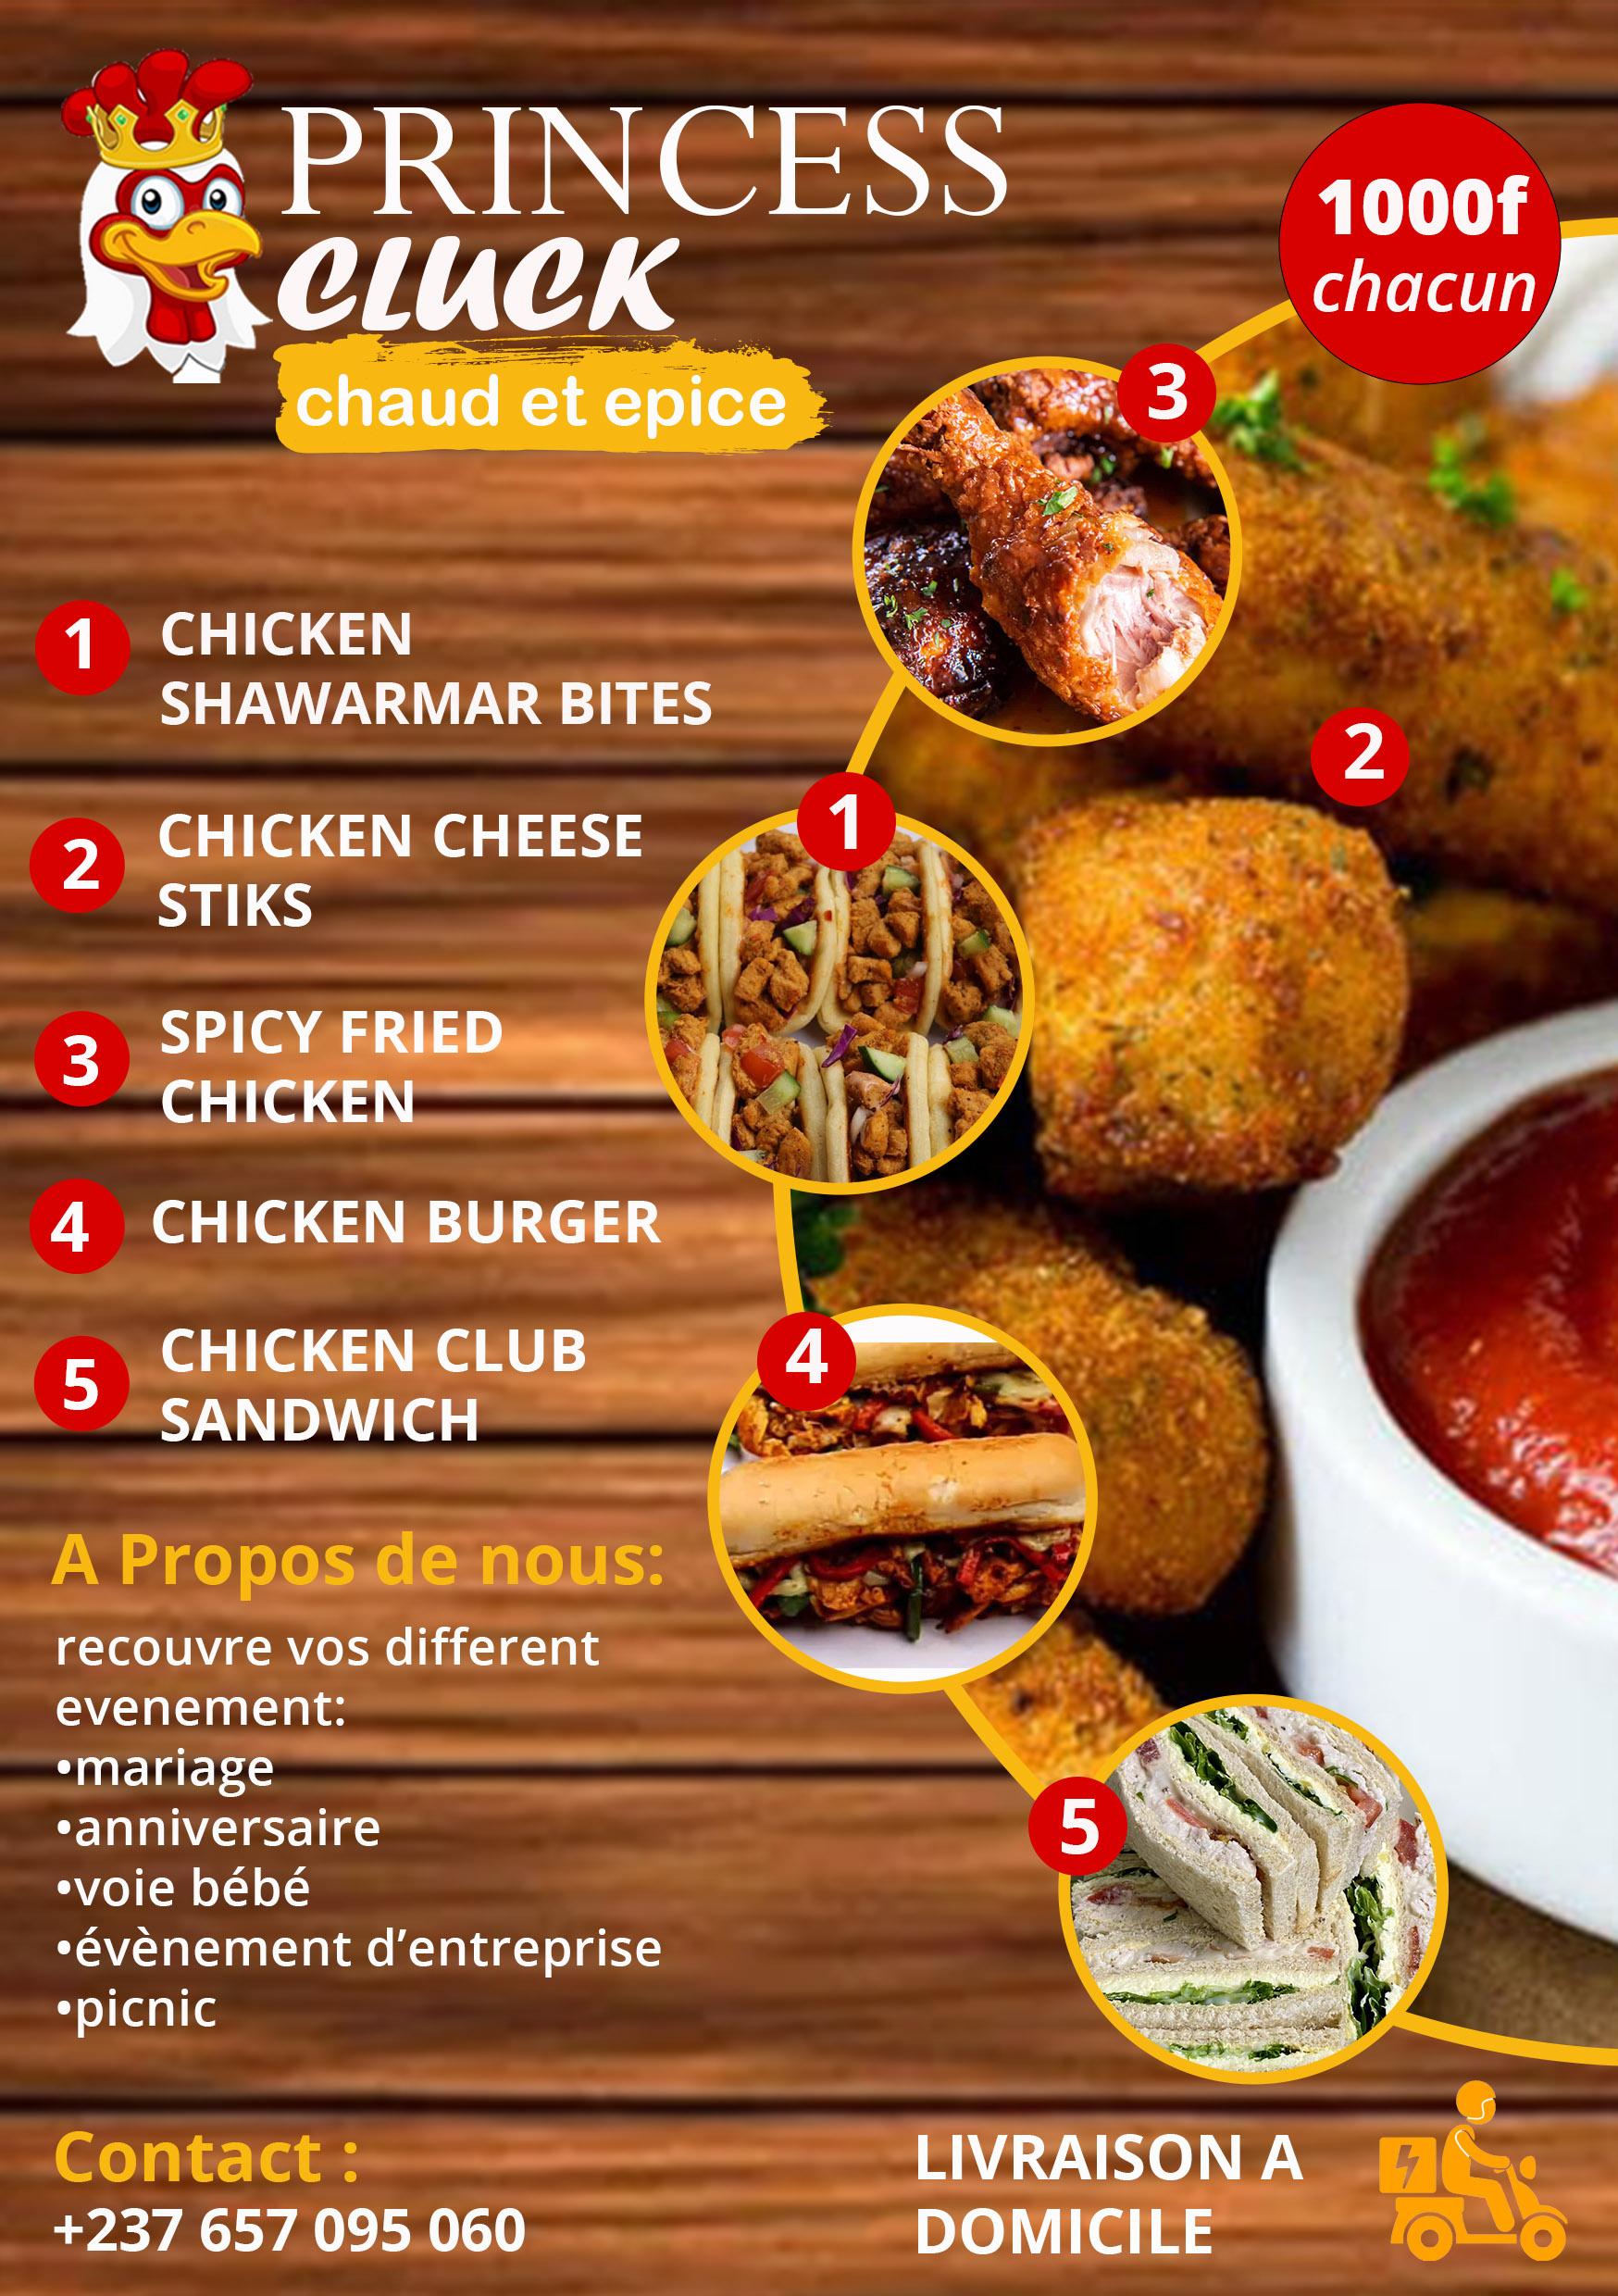 PRINCESS
CLUCK
chaud et epice
1000f
chacun
3
2
1
4
5
1 CHICKEN
SHAWARMAR BITES
2 CHICKEN CHEESE
STIKS
3 SPICY FRIED
CHICKEN
4 CHICKEN BURGER
5 CHICKEN CLUB
SANDWICH
A Propos de nous:
recouvre vos different
evenement:
•mariage
•anniversaire
•voie bébé
•évènement d’entreprise
•picnic
Contact :
+237 657 095 060
LIVRAISON A
DOMICILE